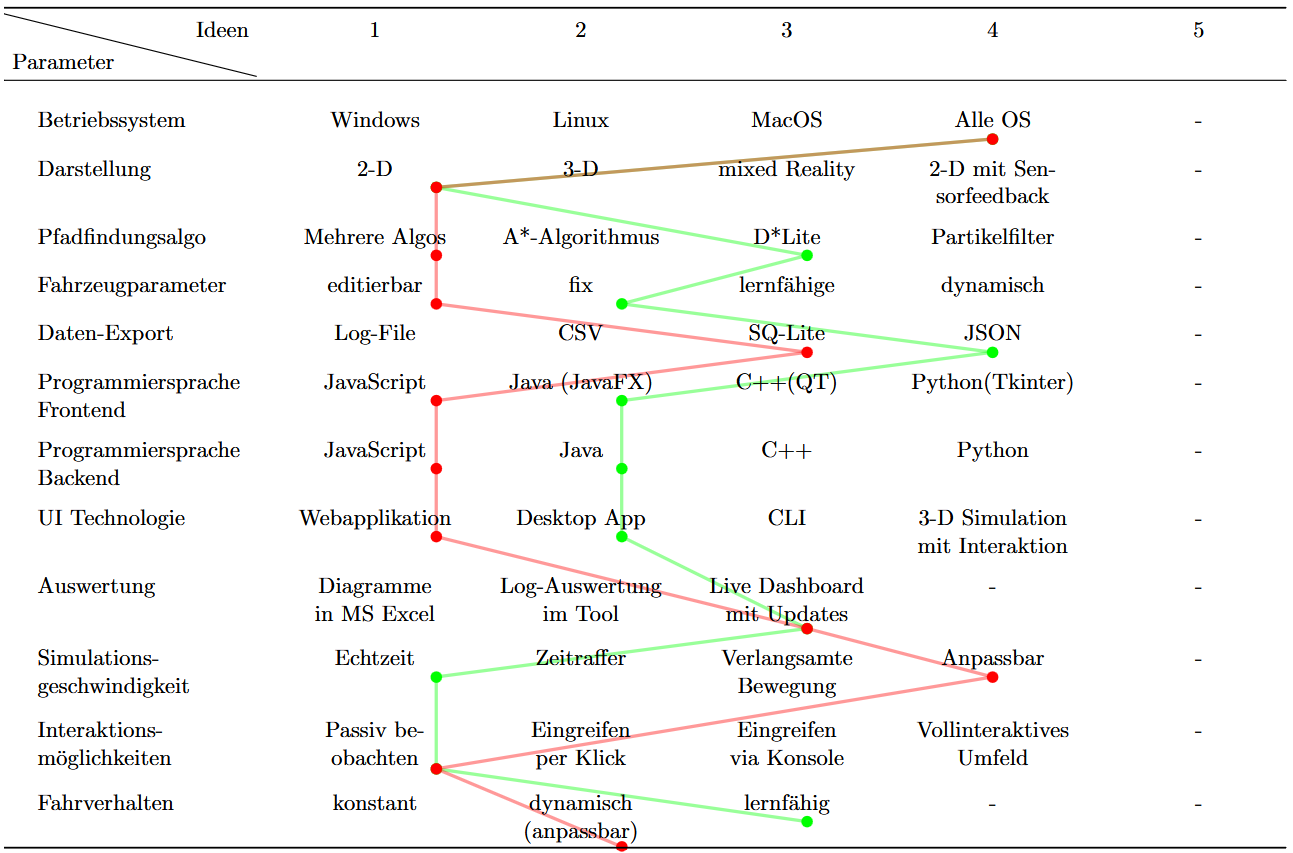 Ideen 1 2 3 4 5
Parameter
Betriebssystem Windows Linux MacOS Alle OS -
Darstellung 2-D 3-D mixed Reality 2-D mit Sen- -
sorfeedback
Pfadfindungsalgo Mehrere Algos A*-Algorithmus D*Lite Partikelfilter -
Fahrzeugparameter editierbar fix lernfähige dynamisch -
Daten-Export Log-File CSV SQ-Lite JSON -
Programmiersprache JavaScript Java (JavaFX) C++(QT) Python(Tkinter) -
Frontend
Programmiersprache JavaScript Java C++ Python -
Backend
UI Technologie Webapplikation Desktop App CLI 3-D Simulation -
mit Interaktion
Auswertung Diagramme Log-Auswertung Live Dashboard - -
in MS Excel im Tool mit Updates
Simulations- Echtzeit Zeitraffer Verlangsamte Anpassbar -
geschwindigkeit Bewegung
Interaktions- Passiv be- Eingreifen Eingreifen Vollinteraktives -
möglichkeiten obachten per Klick via Konsole Umfeld
Fahrverhalten konstant dynamisch lernfähig - -
(anpassbar)